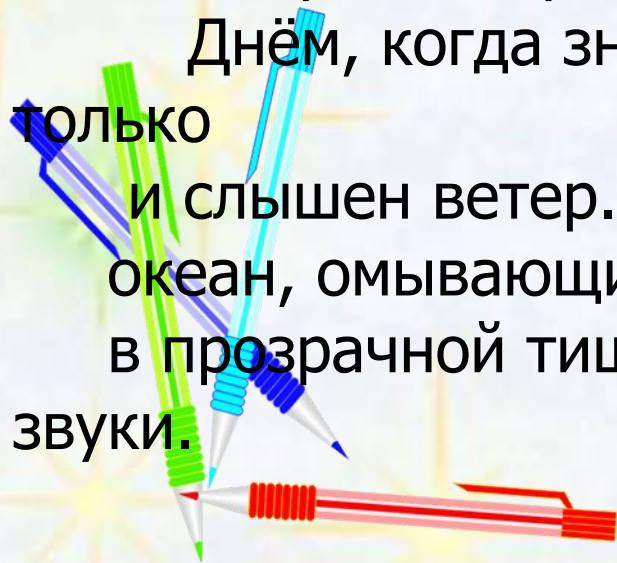 Днём, когда зн
только
и слышен ветер.
океан, омывающи
в прозрачной тиш
звуки.